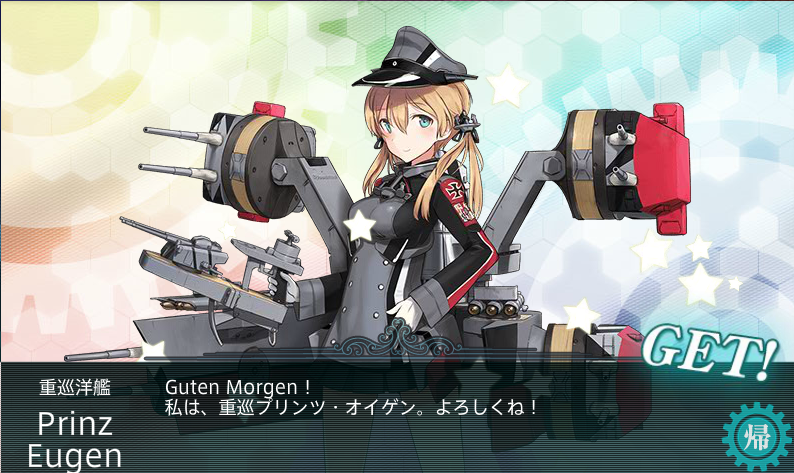 GET!
重巡洋艦
Prinz
Eugen
Guten Morgen！
私は、重巡プリンツ・オイゲン。よろしくね！
帰